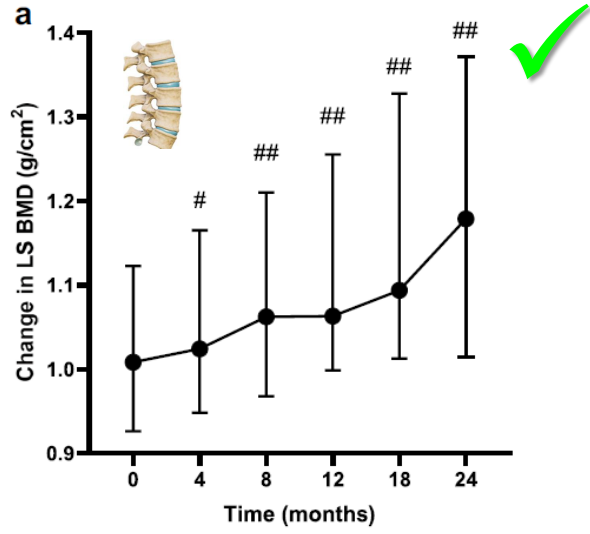 a
Change in LS BMD (g/cm²)
1.4
1.3
1.2
1.1
1.0
0.9
#
##
##
##
##
0 4 8 12 18 24
Time (months)